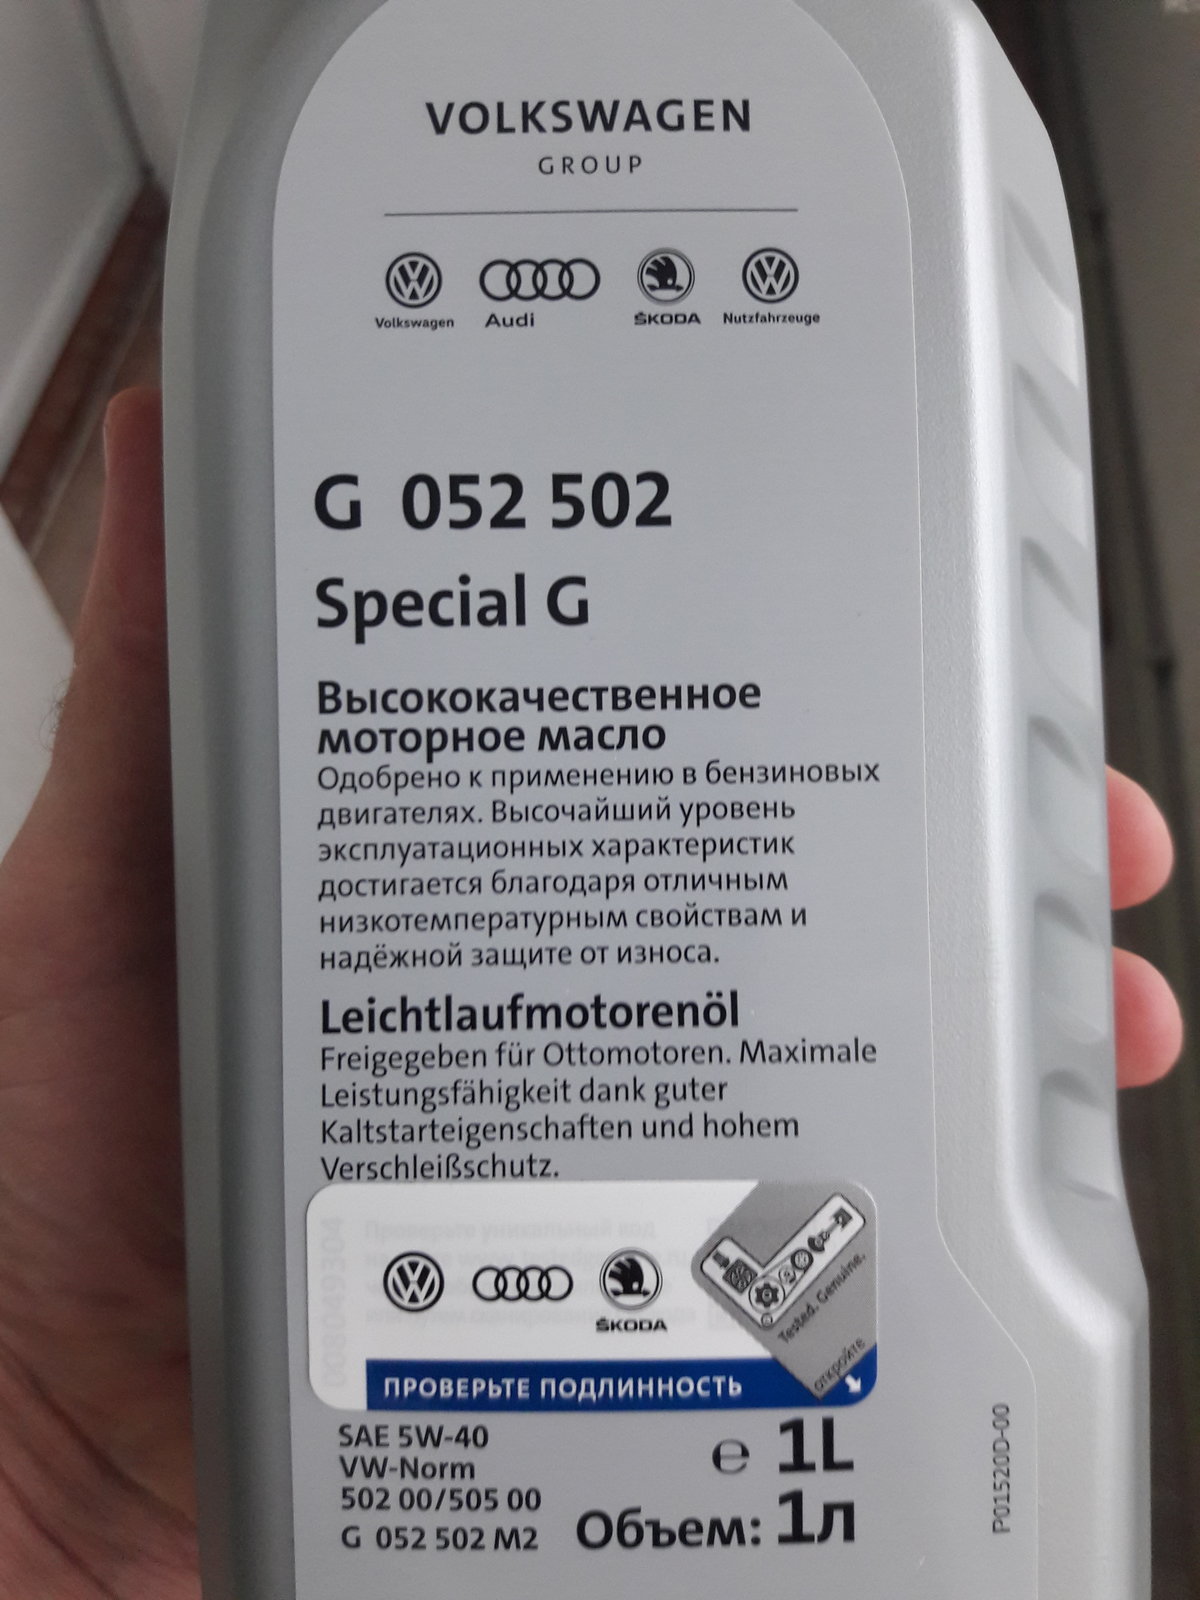 VOLKSWAGEN
GROUP
Volkswagen Audi ŠKODA Nutzfahrzeuge
G 052 502
Special G
Высококачественное
моторное масло
Одобрено к применению в бензиновых
двигателях. Высочайший уровень
эксплуатационных характеристик
достигается благодаря отличным
низкотемпературным свойствам и
надёжной защите от износа.
Leichtlaufmotorenöl
Freigegeben für Ottomotoren. Maximale
Leistungsfähigkeit dank guter
Kaltstarteigenschaften und hohem
Verschleißschutz.
ŠKODA
Tested. Genuine.
откройте
ПРОВЕРЬТЕ ПОДЛИННОСТЬ
SAE 5W-40
VW-Norm
502 00/505 00
G 052 502 M2
e 1L
Объем: 1л
P01520D-00